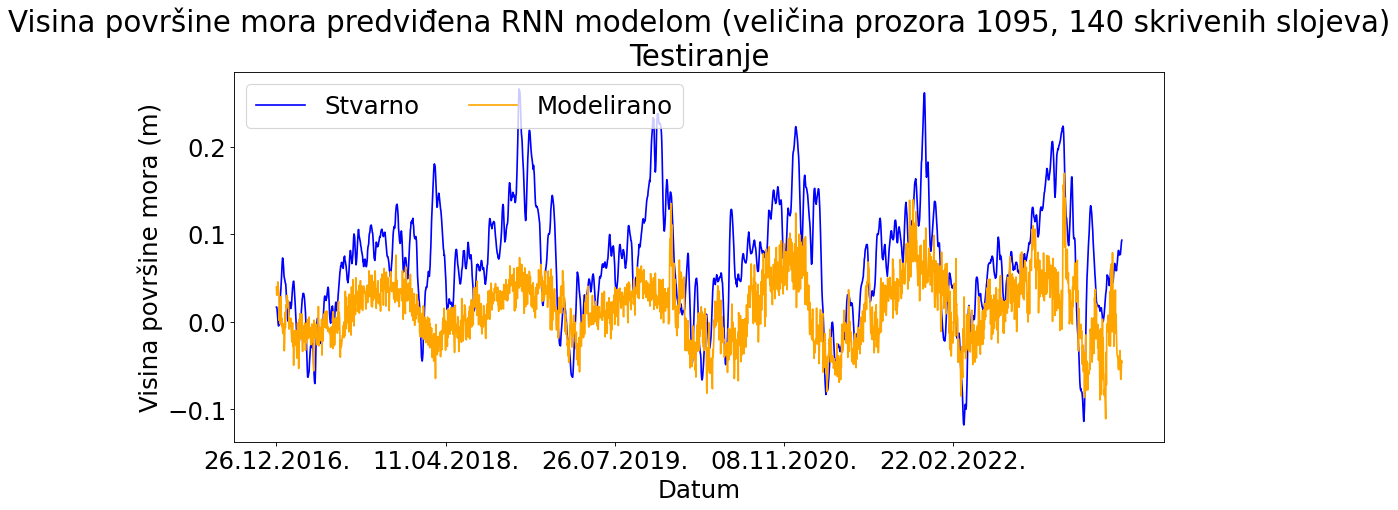 Visina površine mora predviđena RNN modelom (veličina prozora 1095, 140 skrivenih slojeva)
Testiranje
Stvarno Modelirano
Visina površine mora (m)
0.2
0.1
0.0
−0.1
26.12.2016. 11.04.2018. 26.07.2019. 08.11.2020. 22.02.2022.
Datum